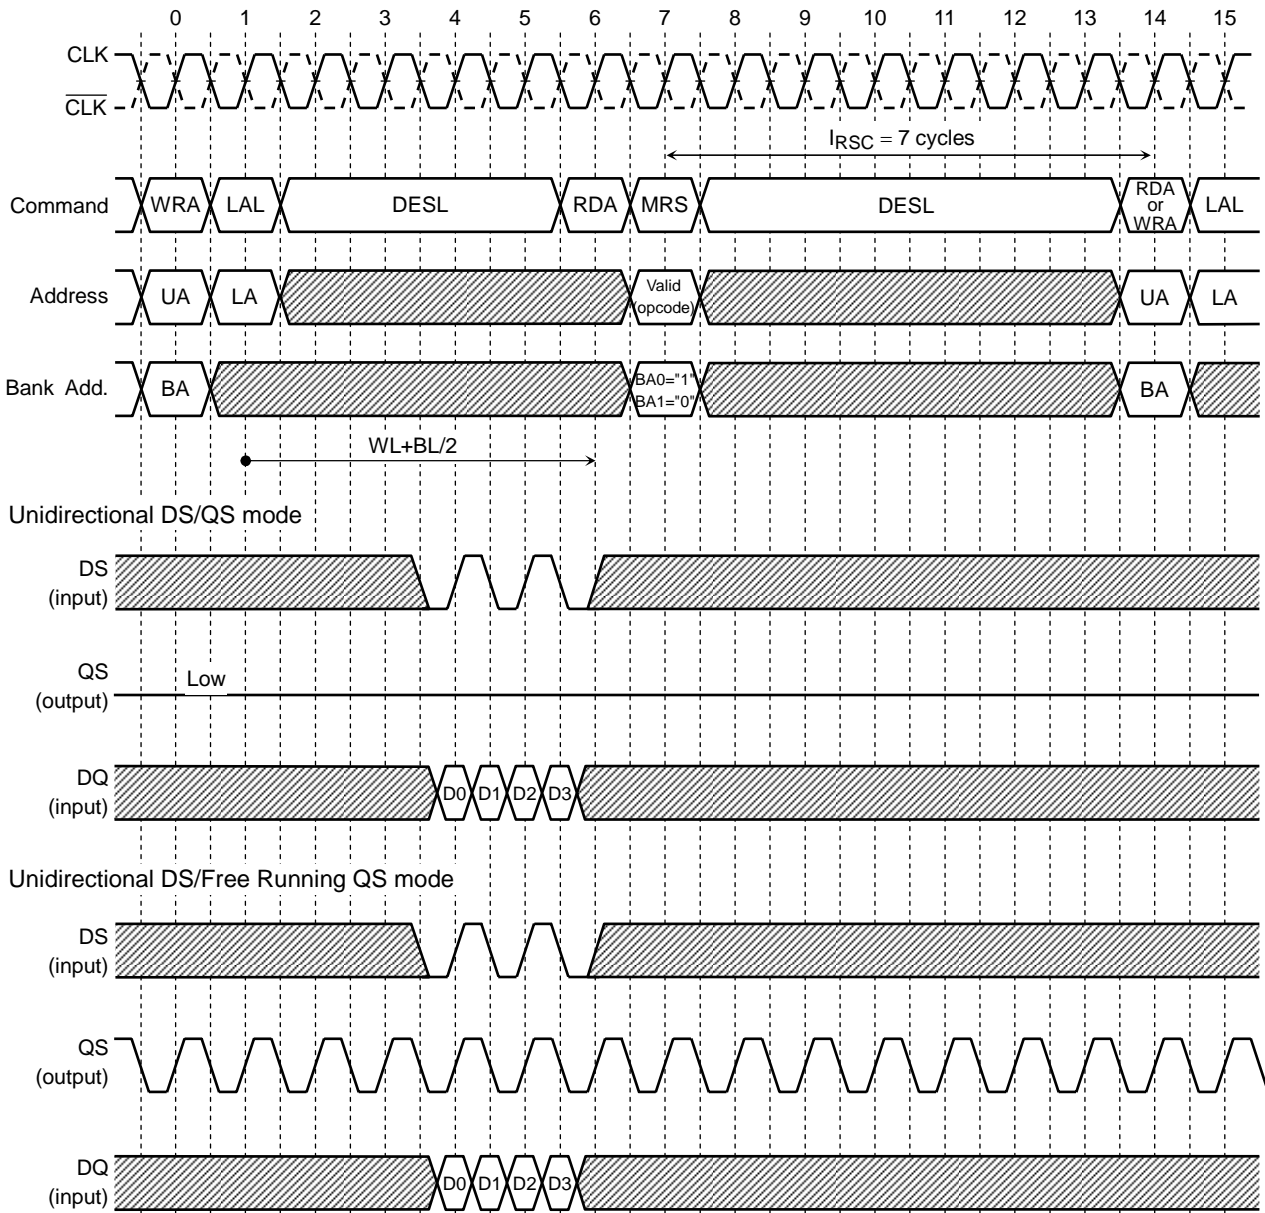 0 1 2 3 4 5 6 7 8 9 10 11 12 13 14 15
CLK
CLK
IRSC = 7 cycles
Command WRA LAL DESL RDA MRS DESL RDA or WRA LAL
Address UA LA Valid (opcode) UA LA
Bank Add. BA BA0="1" BA1="0" BA
WL+BL/2
Unidirectional DS/QS mode
DS
(input)
QS
Low
(output)
DQ
D0 D1 D2 D3
(input)
Unidirectional DS/Free Running QS mode
DS
(input)
QS
(output)
DQ
D0 D1 D2 D3
(input)